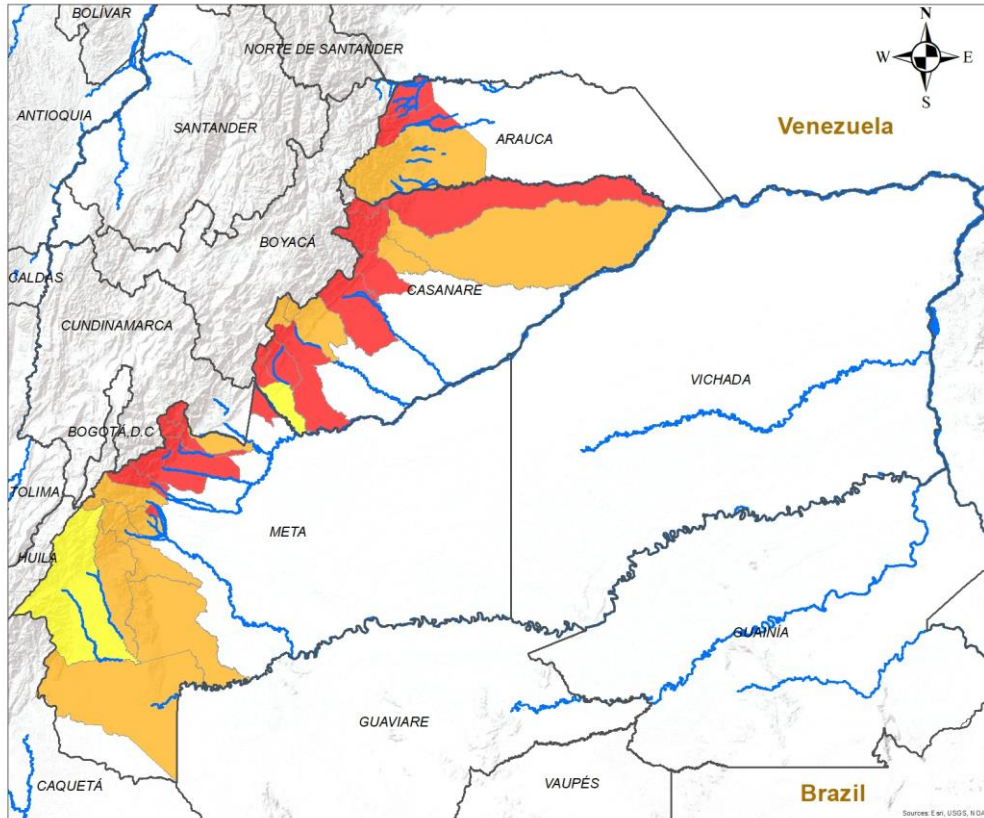 BOLÍVAR
NORTE DE SANTANDER
N
W E
S
ANTIOQUIA
SANTANDER
ARAUCA
Venezuela
BOYACÁ
CALDAS
CASANARE
CUNDINAMARCA
VICHADA
BOGOTÁ,D.C
TOLIMA
META
HUILA
GUAINÍA
GUAVIARE
CAQUETÁ
VAUPÉS
Brazil
Sources: Esri, USGS, NOA